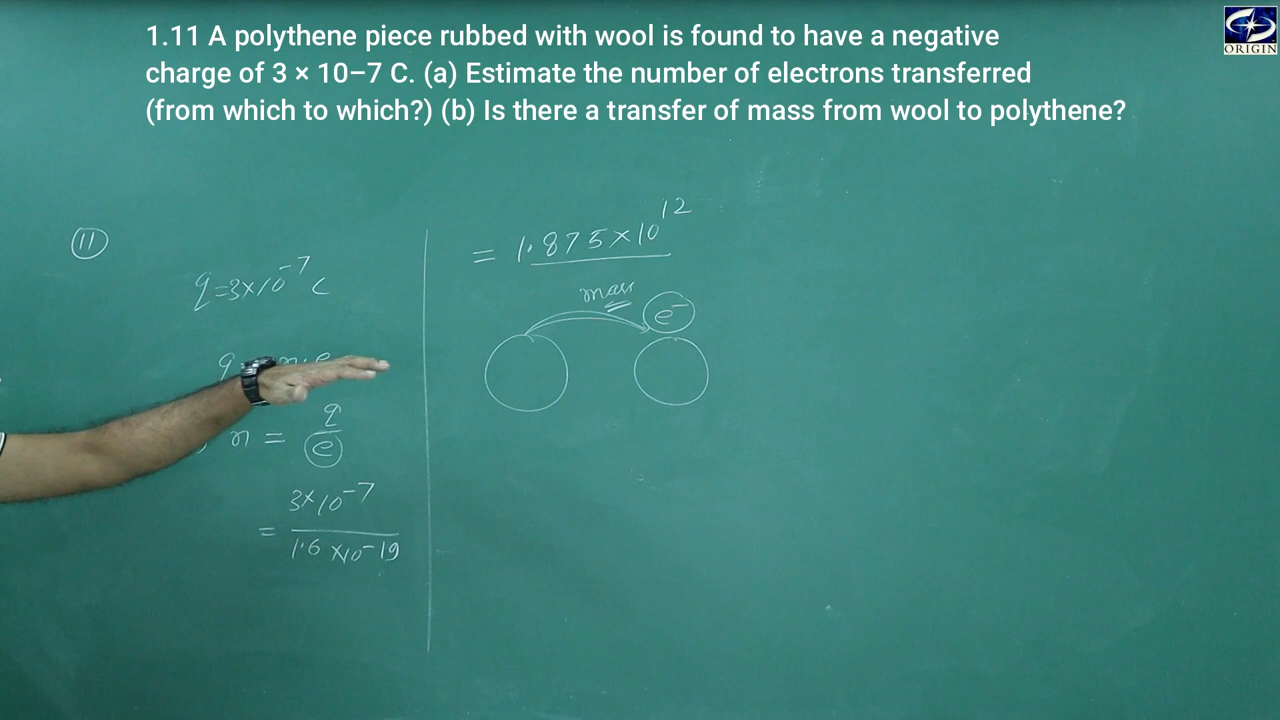 1.11 A polythene piece rubbed with wool is found to have a negative
charge of 3 × 10–7 C. (a) Estimate the number of electrons transferred
(from which to which?) (b) Is there a transfer of mass from wool to polythene?
ORIGIN
11
q=3×10⁻⁷ C
n = q/e
= 3×10⁻⁷ / 1.6 ×10⁻¹⁹
= 1.875×10¹²
mass
e⁻